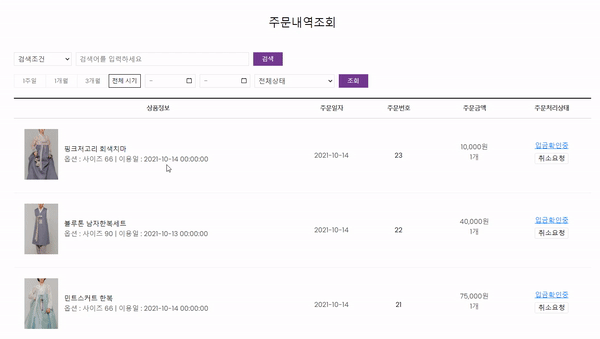 주문내역조회
검색조건 검색어를 입력하세요 검색
1주일 1개월 3개월 전체 시기 - - 전체상태 조회
상품정보 주문일자 주문번호 주문금액 주문처리상태
핑크저고리 회색치마
옵션 : 사이즈 66 | 이용일 : 2021-10-14 00:00:00
2021-10-14
23
10,000원
1개
입금확인중
취소요청
블루톤 남자한복세트
옵션 : 사이즈 90 | 이용일 : 2021-10-13 00:00:00
2021-10-14
22
40,000원
1개
입금확인중
취소요청
민트스커트 한복
옵션 : 사이즈 66 | 이용일 : 2021-10-14 00:00:00
2021-10-14
21
75,000원
1개
입금확인중
취소요청